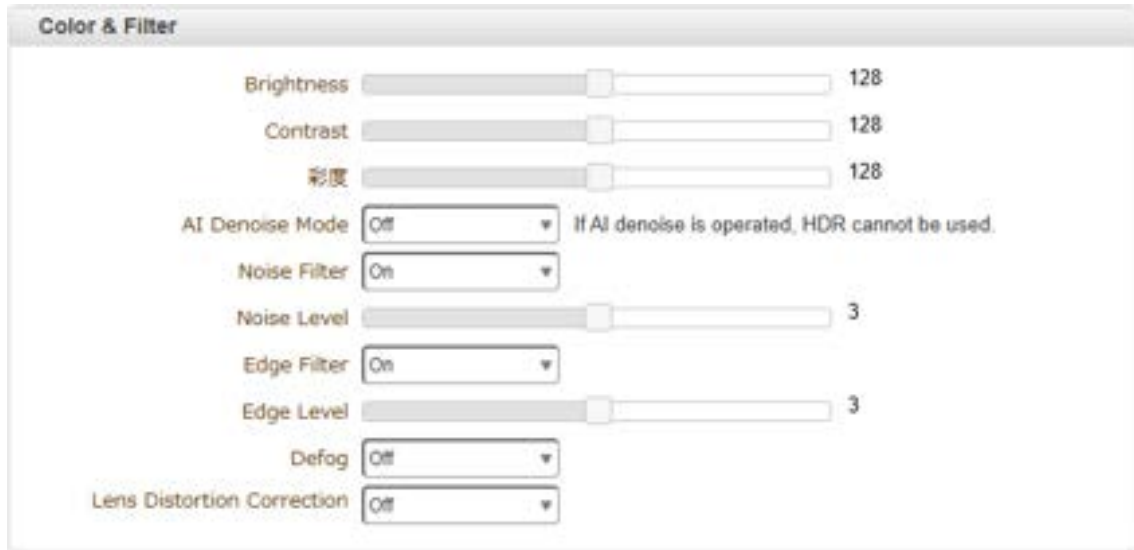 Color & Filter
Brightness 128
Contrast 128
彩度 128
AI Denoise Mode Off If AI denoise is operated, HDR cannot be used.
Noise Filter On
Noise Level 3
Edge Filter On
Edge Level 3
Defog Off
Lens Distortion Correction Off